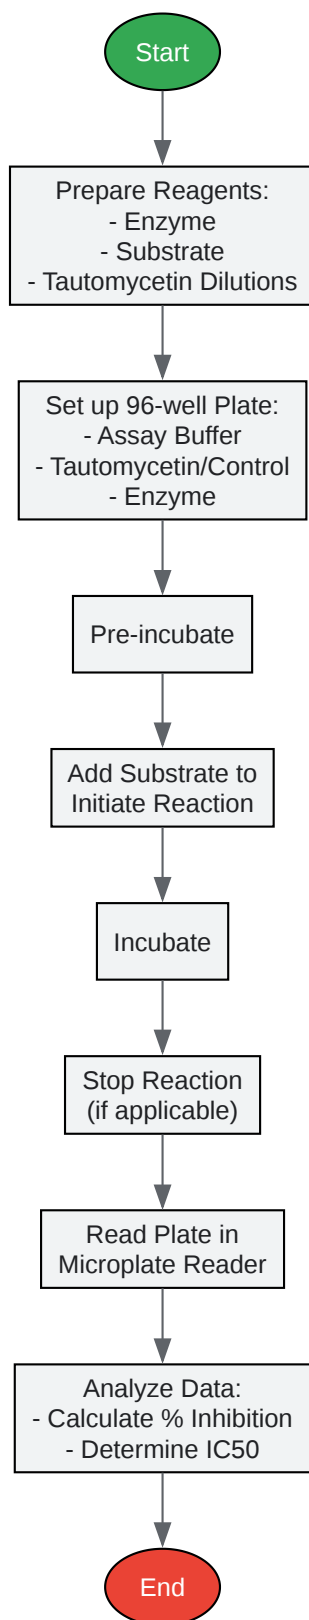 Start
Prepare Reagents:
- Enzyme
- Substrate
- Tautomycetin Dilutions
Set up 96-well Plate:
- Assay Buffer
- Tautomycetin/Control
- Enzyme
Pre-incubate
Add Substrate to
Initiate Reaction
Incubate
Stop Reaction
(if applicable)
Read Plate in
Microplate Reader
Analyze Data:
- Calculate % Inhibition
- Determine IC50
End